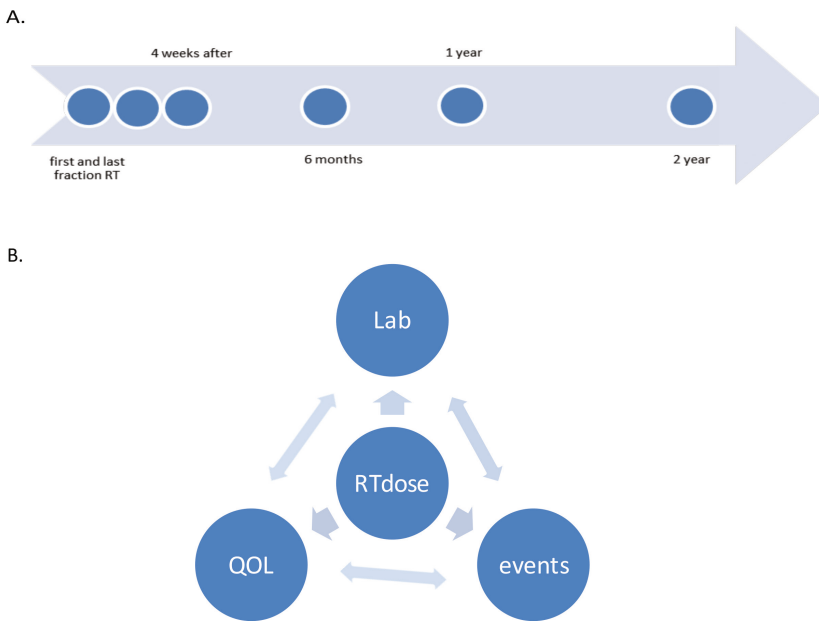 A.
4 weeks after
1 year
first and last
fraction RT
6 months
2 year
B.
Lab
RTdose
QOL
events